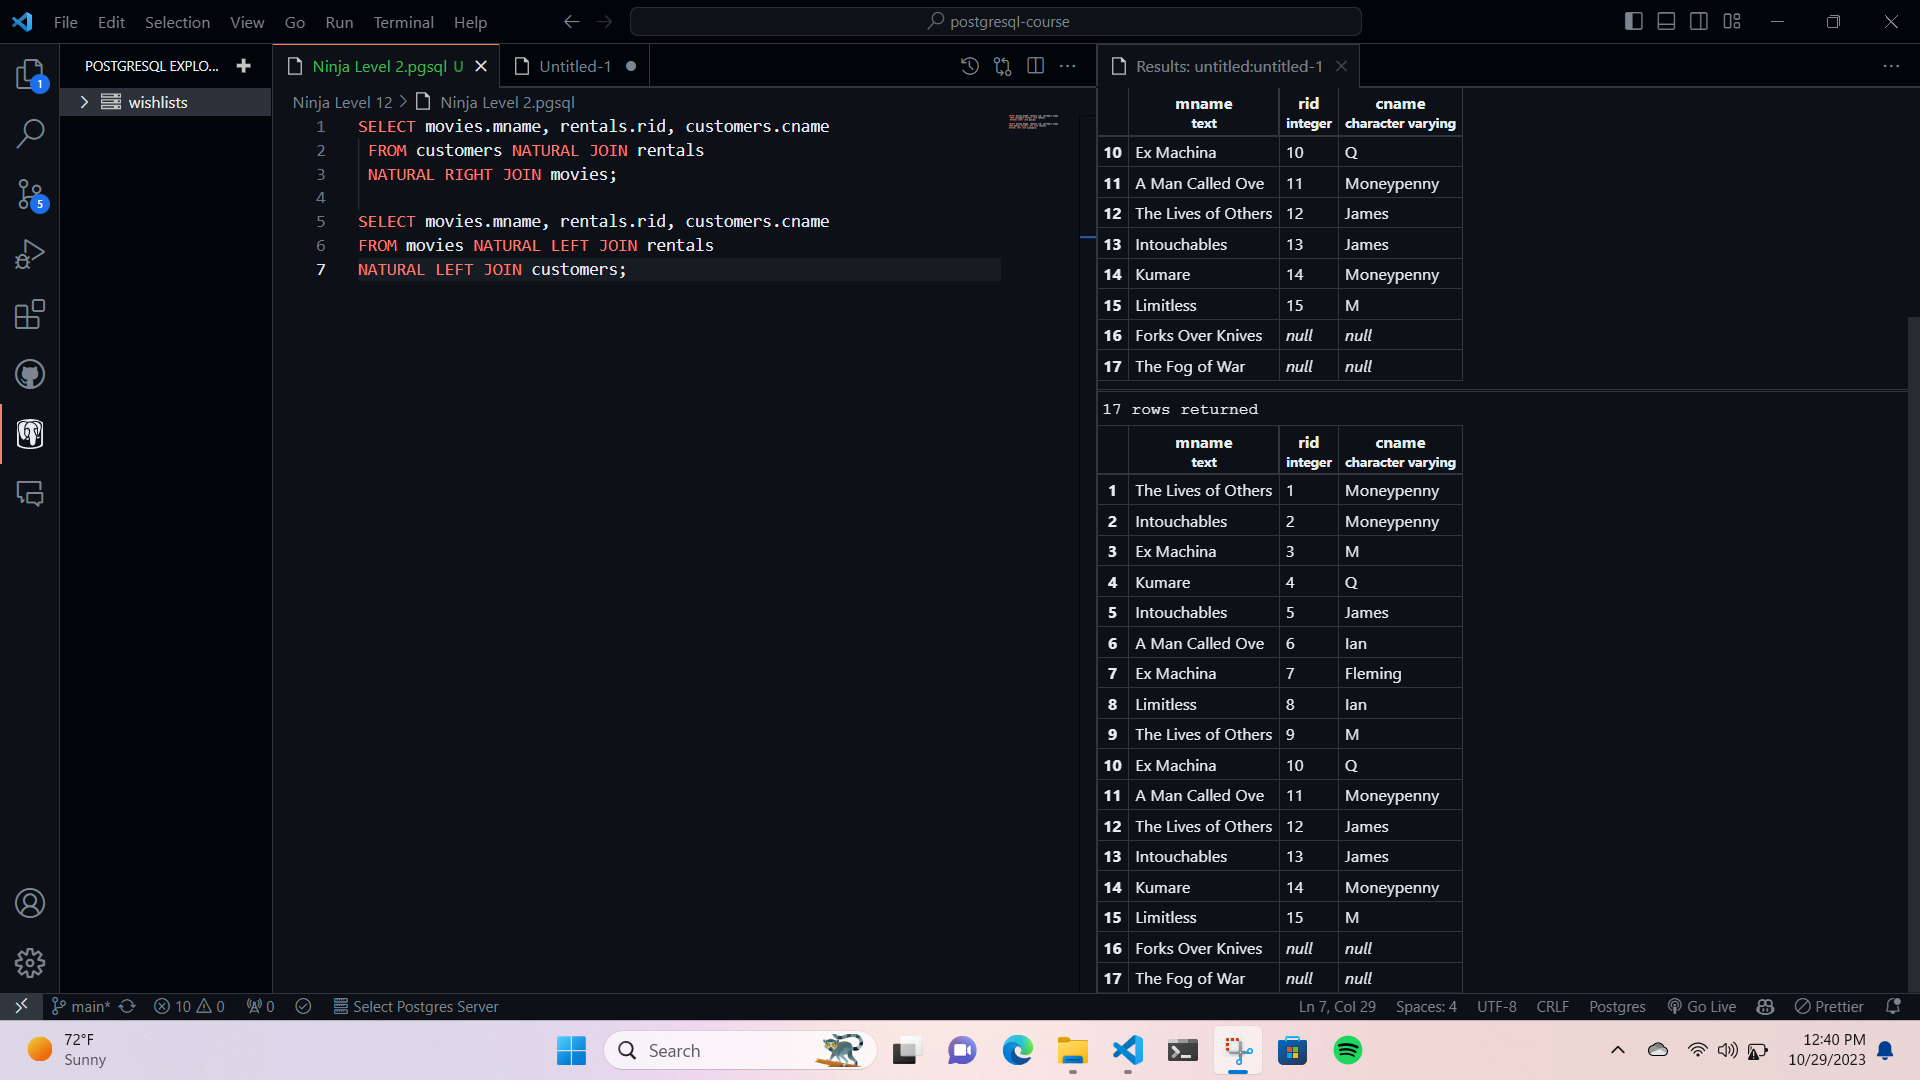 File Edit Selection View Go Run Terminal Help
postgresql-course
POSTGRESQL EXPLO...
wishlists
1
5
Ninja Level 2.pgsql U
Untitled-1
Ninja Level 12 > Ninja Level 2.pgsql
1 SELECT movies.mname, rentals.rid, customers.cname
2 FROM customers NATURAL JOIN rentals
3 NATURAL RIGHT JOIN movies;
4
5 SELECT movies.mname, rentals.rid, customers.cname
6 FROM movies NATURAL LEFT JOIN rentals
7 NATURAL LEFT JOIN customers;
Results: untitled:untitled-1
mname rid cname
text integer character varying
10 Ex Machina 10 Q
11 A Man Called Ove 11 Moneypenny
12 The Lives of Others 12 James
13 Intouchables 13 James
14 Kumare 14 Moneypenny
15 Limitless 15 M
16 Forks Over Knives null null
17 The Fog of War null null
17 rows returned
mname rid cname
text integer character varying
1 The Lives of Others 1 Moneypenny
2 Intouchables 2 Moneypenny
3 Ex Machina 3 M
4 Kumare 4 Q
5 Intouchables 5 James
6 A Man Called Ove 6 Ian
7 Ex Machina 7 Fleming
8 Limitless 8 Ian
9 The Lives of Others 9 M
10 Ex Machina 10 Q
11 A Man Called Ove 11 Moneypenny
12 The Lives of Others 12 James
13 Intouchables 13 James
14 Kumare 14 Moneypenny
15 Limitless 15 M
16 Forks Over Knives null null
17 The Fog of War null null
main* 10 0 0 Select Postgres Server
Ln 7, Col 29 Spaces: 4 UTF-8 CRLF Postgres Go Live Prettier
72°F
Sunny
Search
12:40 PM
10/29/2023